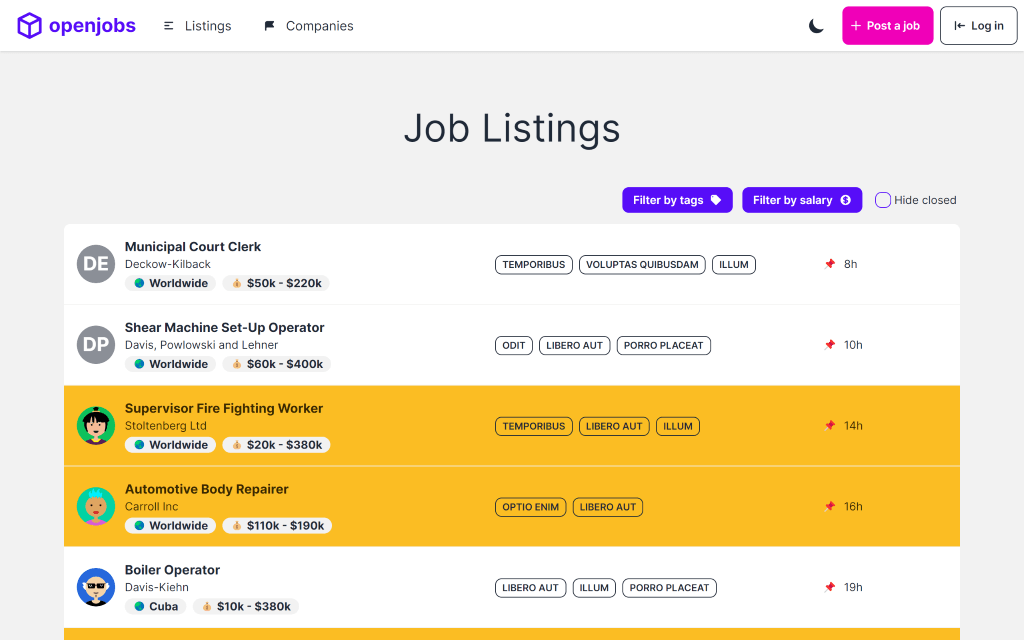 openjobs Listings Companies Post a job Log in
Job Listings
Filter by tags Filter by salary Hide closed
DE
Municipal Court Clerk
Deckow-Kilback
Worldwide $50k - $220k
TEMPORIBUS VOLUPTAS QUIBUSDAM ILLUM
8h
DP
Shear Machine Set-Up Operator
Davis, Powlowski and Lehner
Worldwide $60k - $400k
ODIT LIBERO AUT PORRO PLACEAT
10h
Supervisor Fire Fighting Worker
Stoltenberg Ltd
Worldwide $20k - $380k
TEMPORIBUS LIBERO AUT ILLUM
14h
Automotive Body Repairer
Carroll Inc
Worldwide $110k - $190k
OPTIO ENIM LIBERO AUT
16h
Boiler Operator
Davis-Kiehn
Cuba $10k - $380k
LIBERO AUT ILLUM PORRO PLACEAT
19h